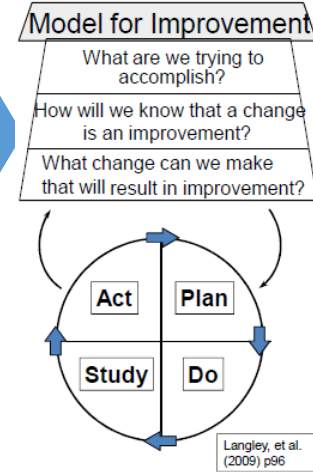 Model for Improvement
What are we trying to
accomplish?
How will we know that a change
is an improvement?
What change can we make
that will result in improvement?
Act
Plan
Study
Do
Langley, et al.
(2009) p96